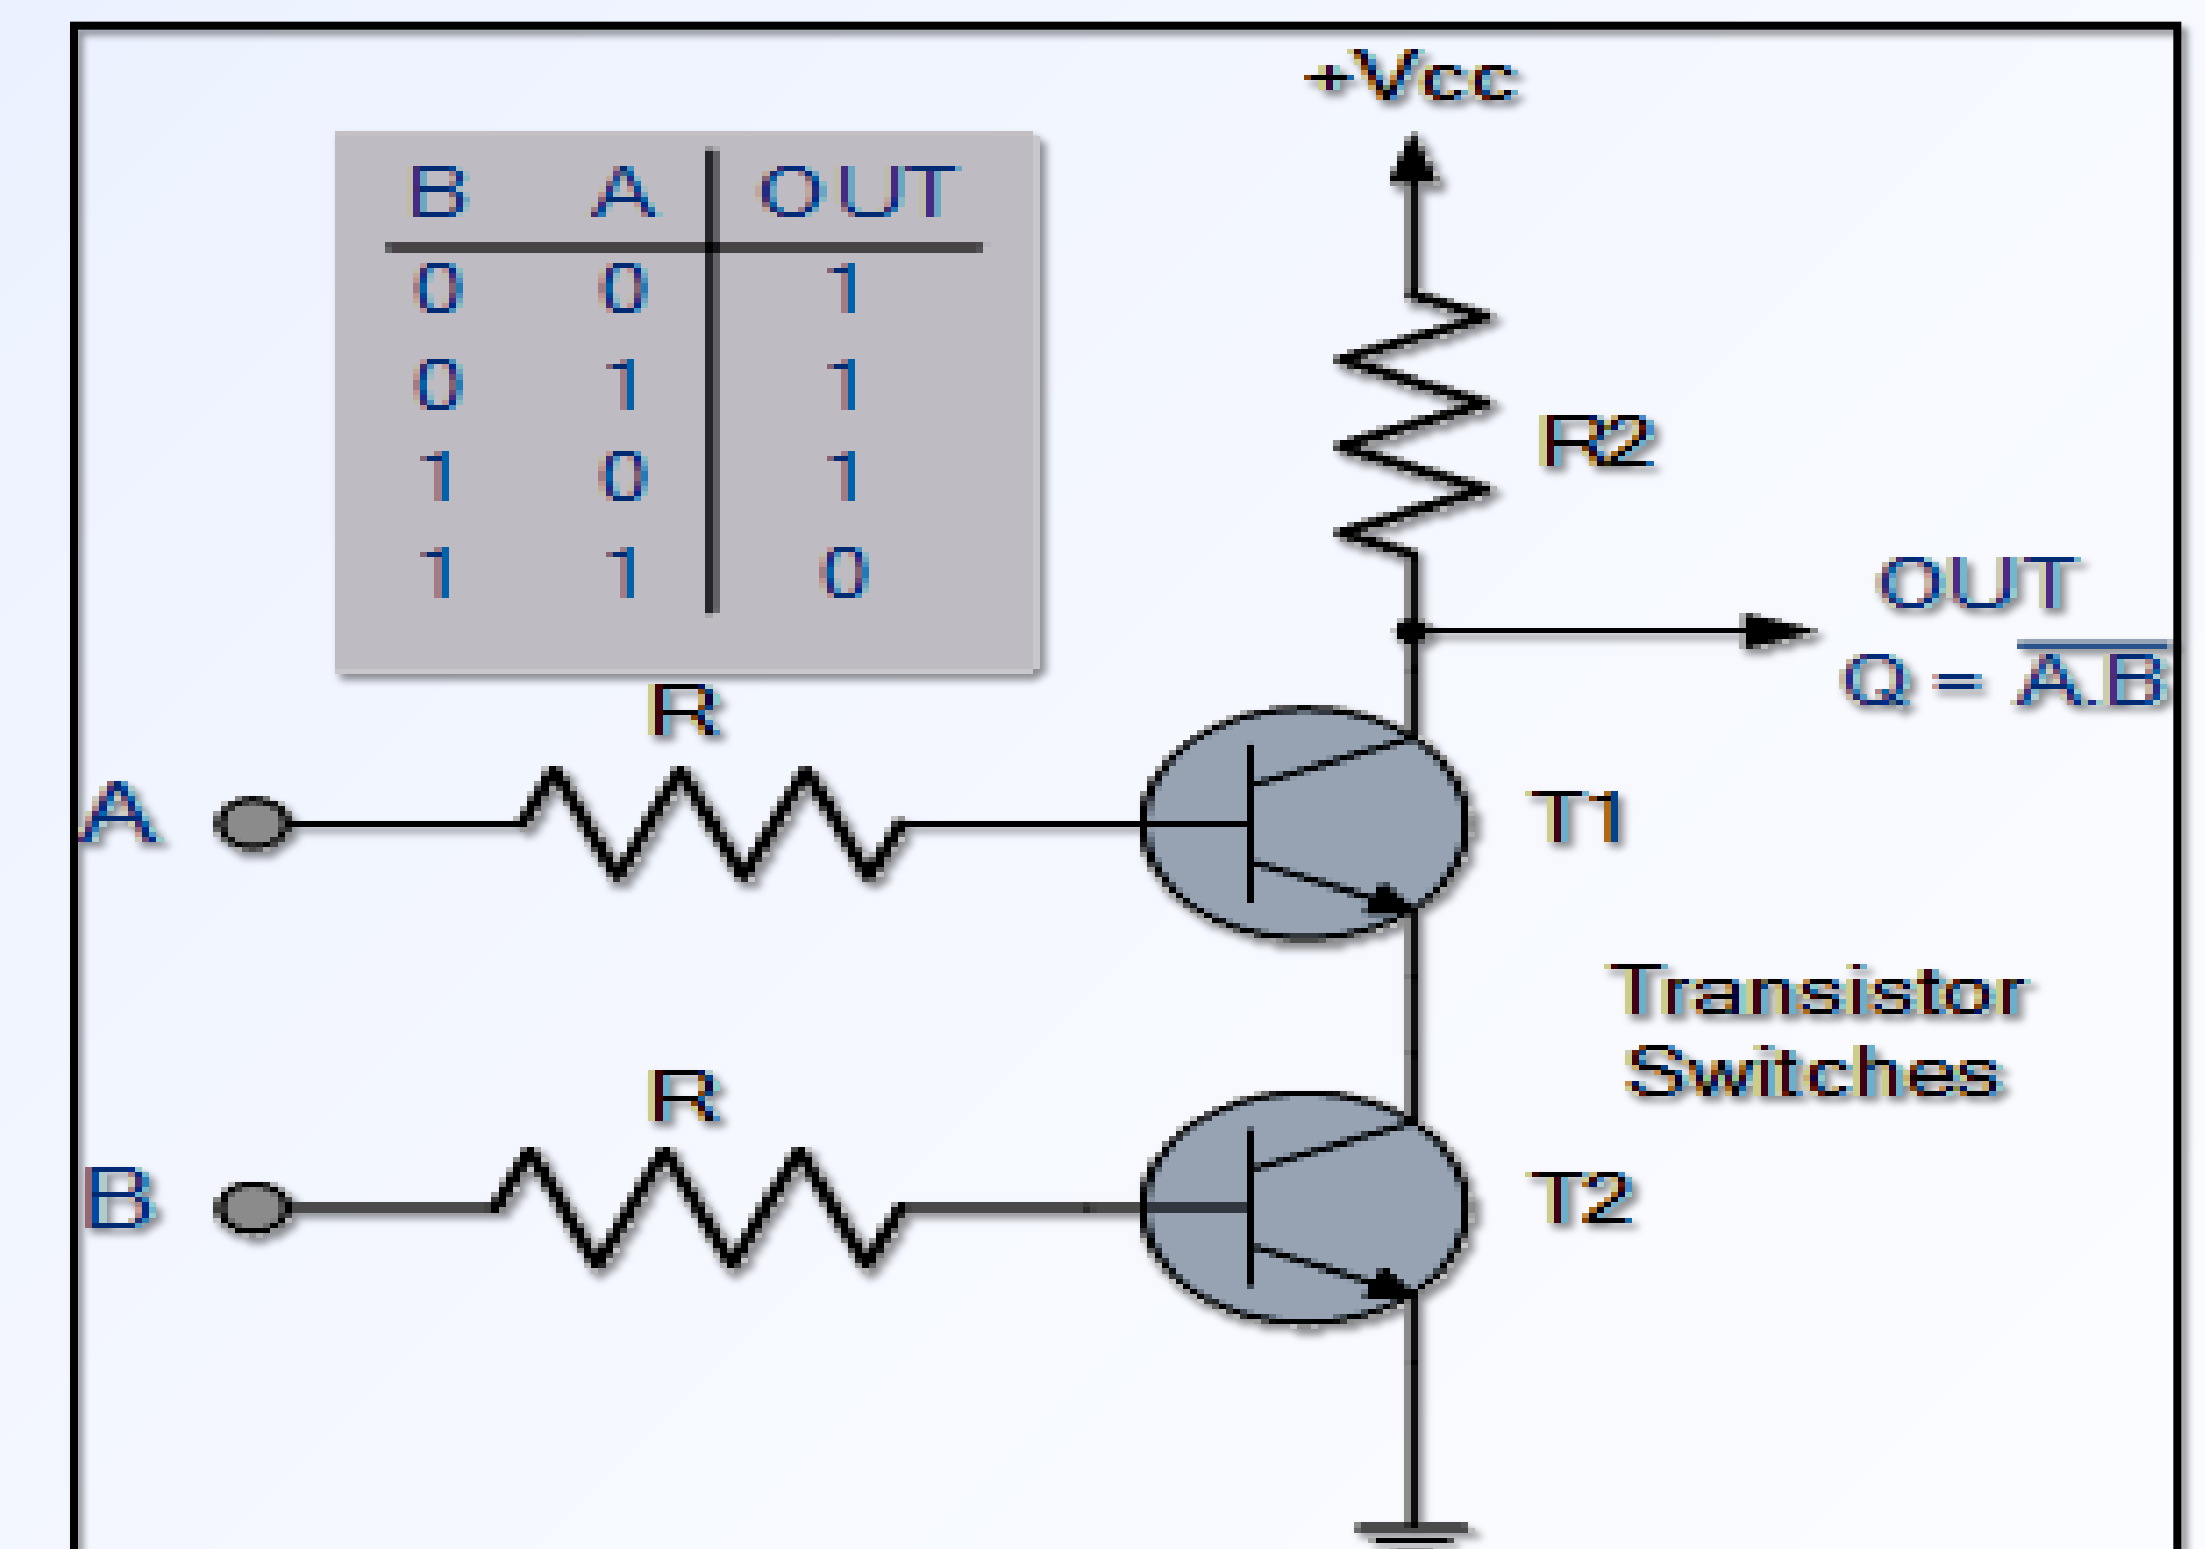 +Vcc
B A OUT
0 0 1
0 1 1
1 0 1
1 1 0
R2
OUT
Q = A.B
R
A
T1
Transistor
Switches
R
B
T2